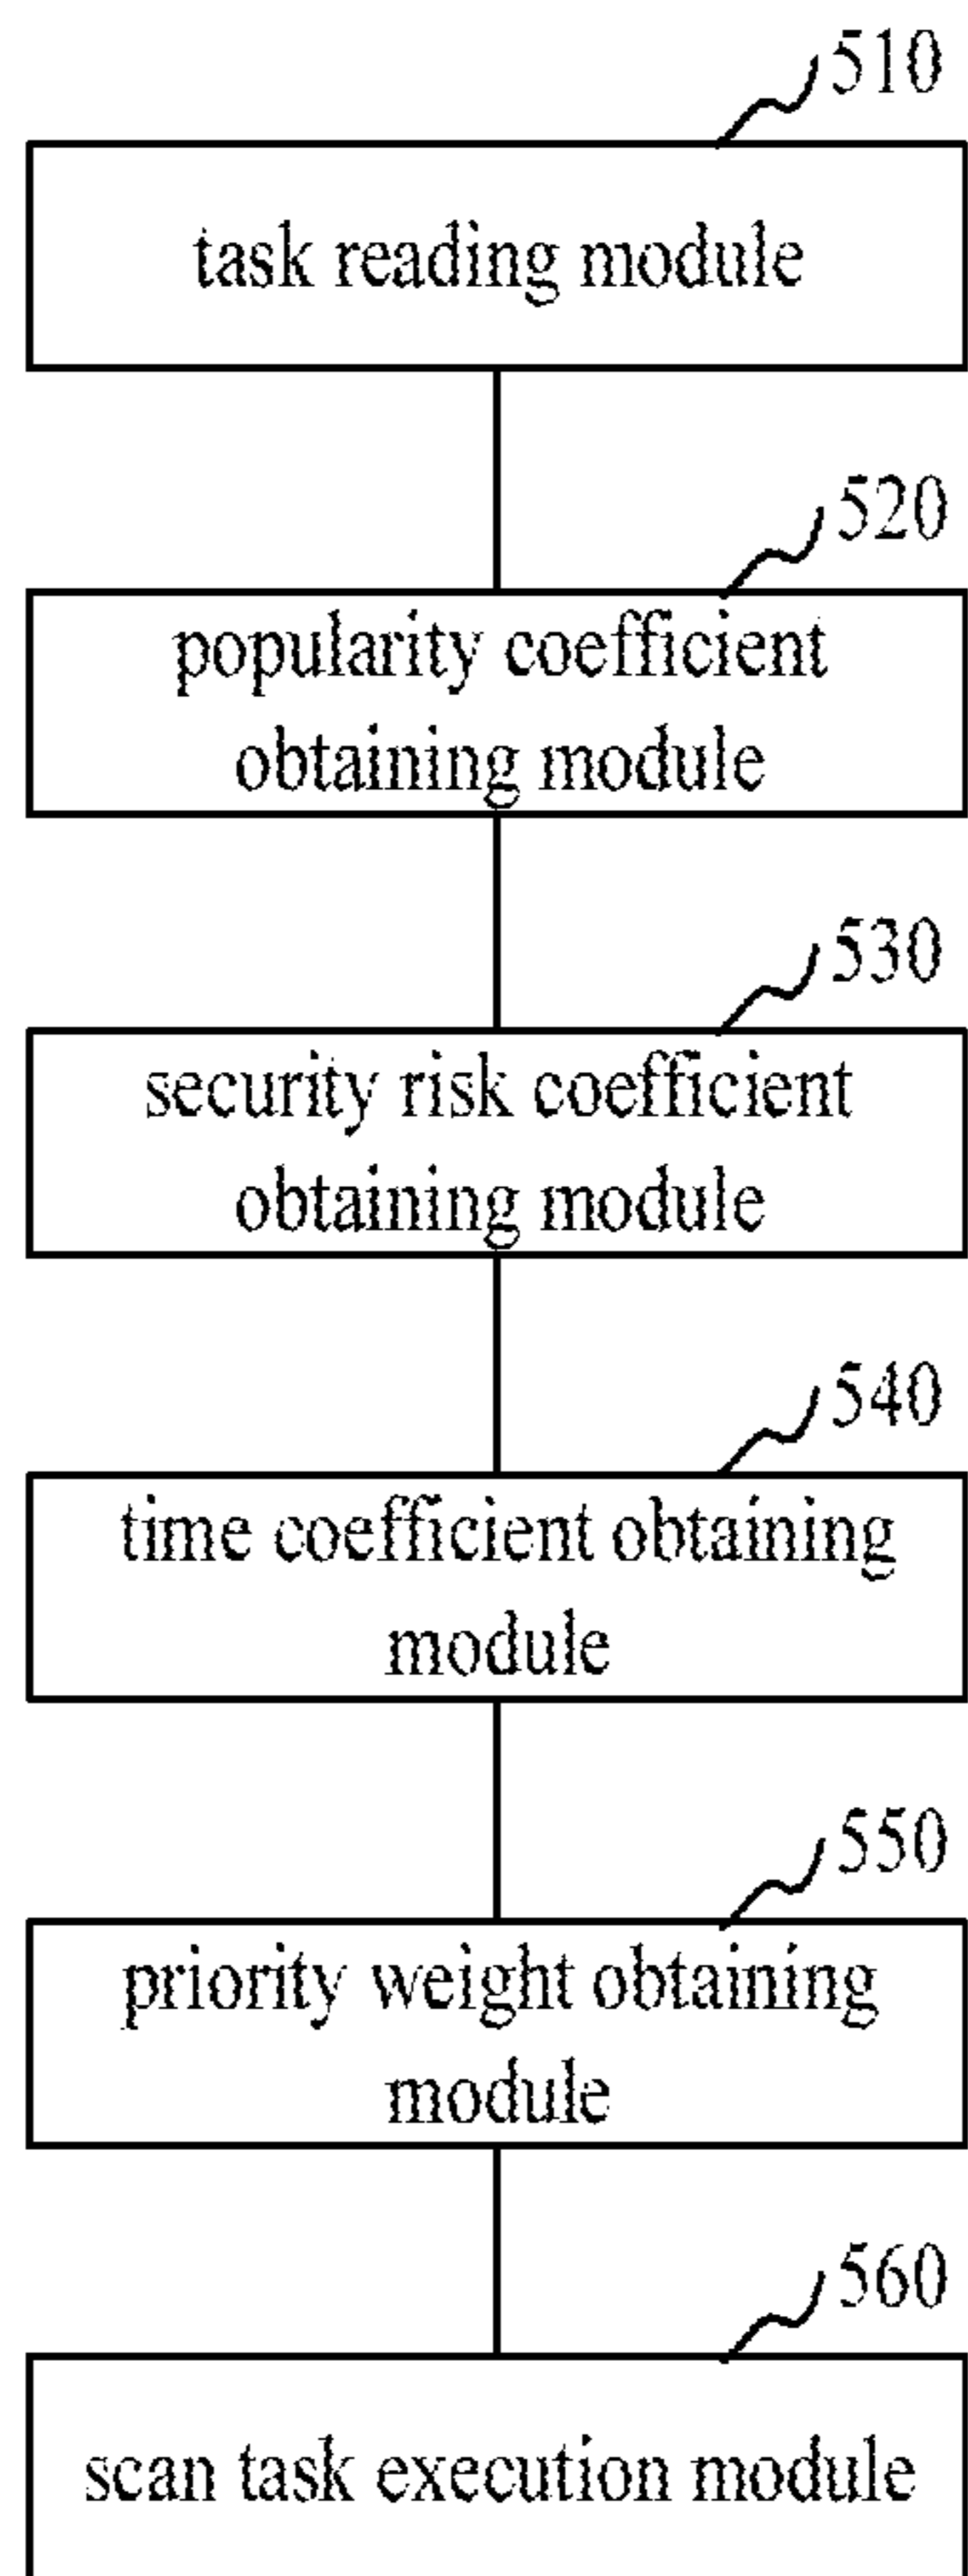 510
task reading module
520
popularity coefficient
obtaining module
530
security risk coefficient
obtaining module
540
time coefficient obtaining
module
550
priority weight obtaining
module
560
scan task execution module